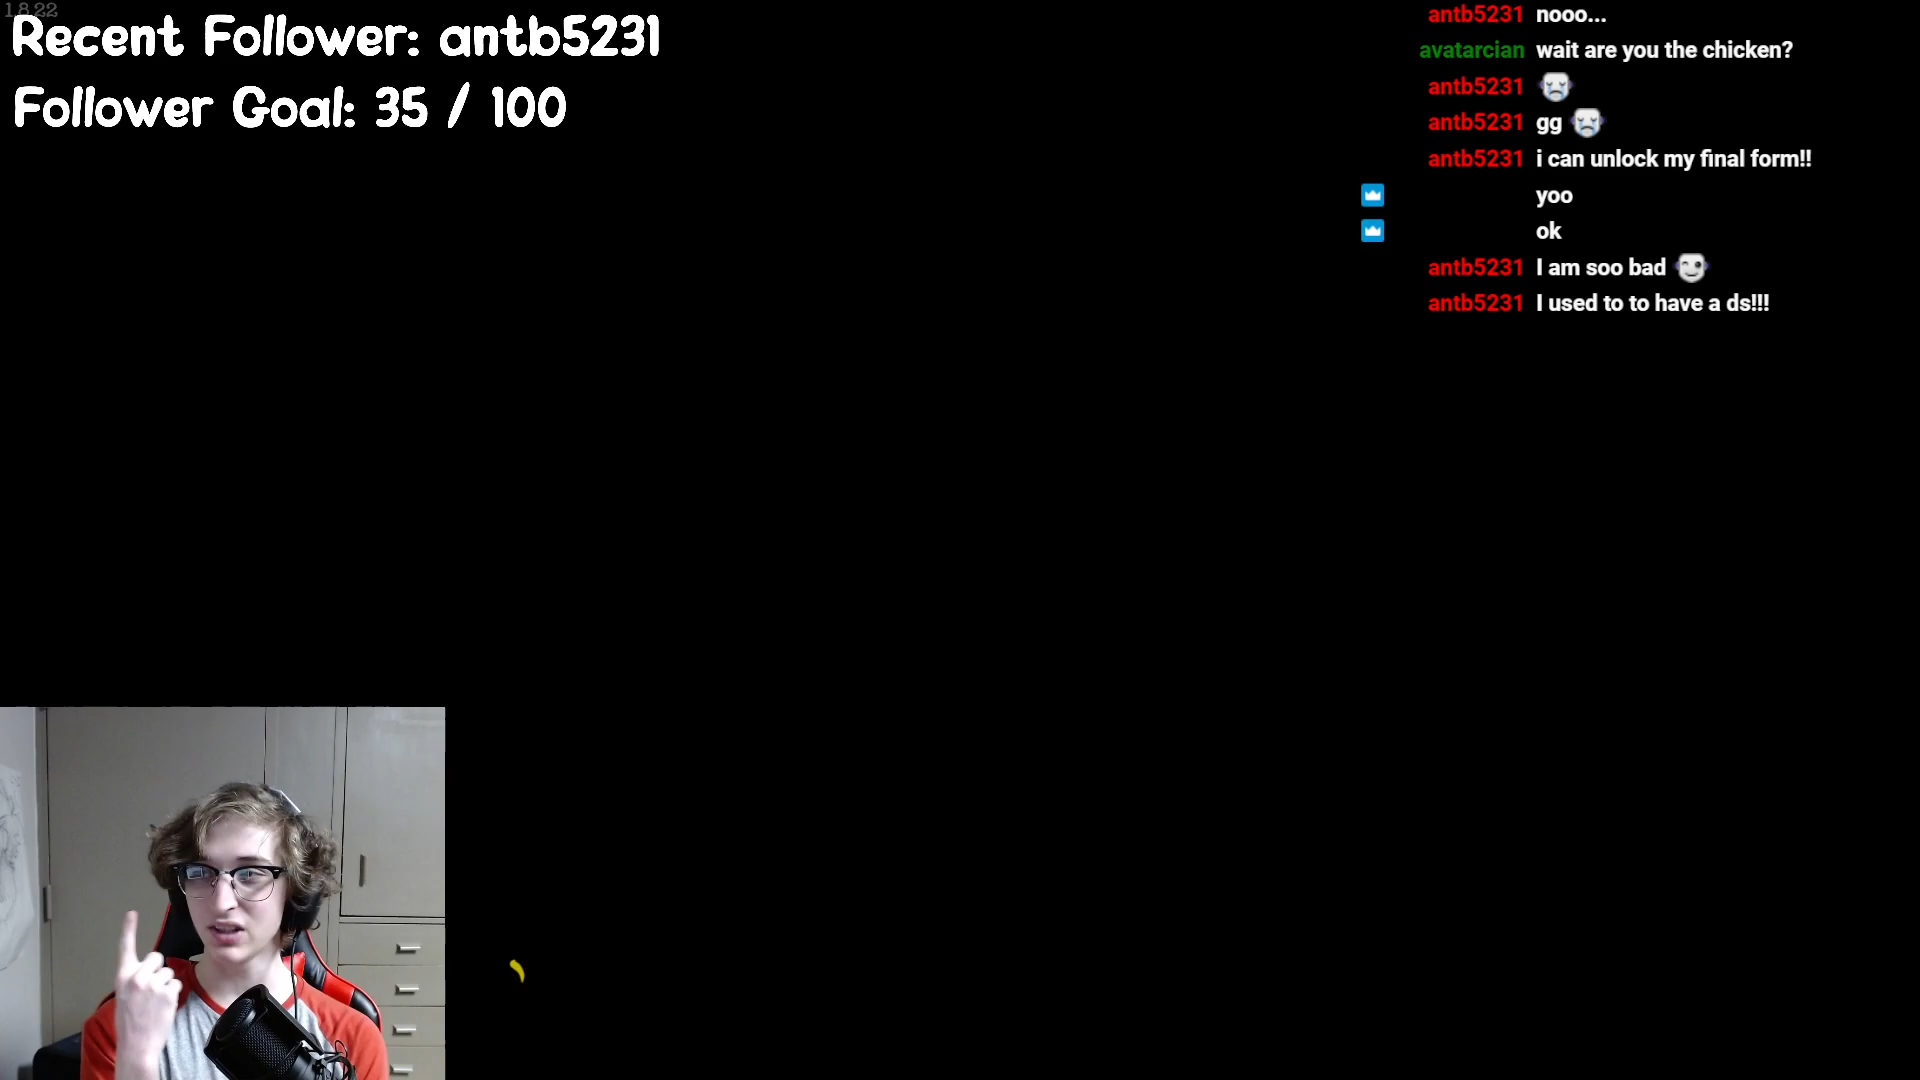 18.22
Recent Follower: antb5231
Follower Goal: 35 / 100
antb5231 nooo...
avatarcian wait are you the chicken?
antb5231
antb5231 gg
antb5231 i can unlock my final form!!
yoo
ok
antb5231 I am soo bad
antb5231 I used to to have a ds!!!